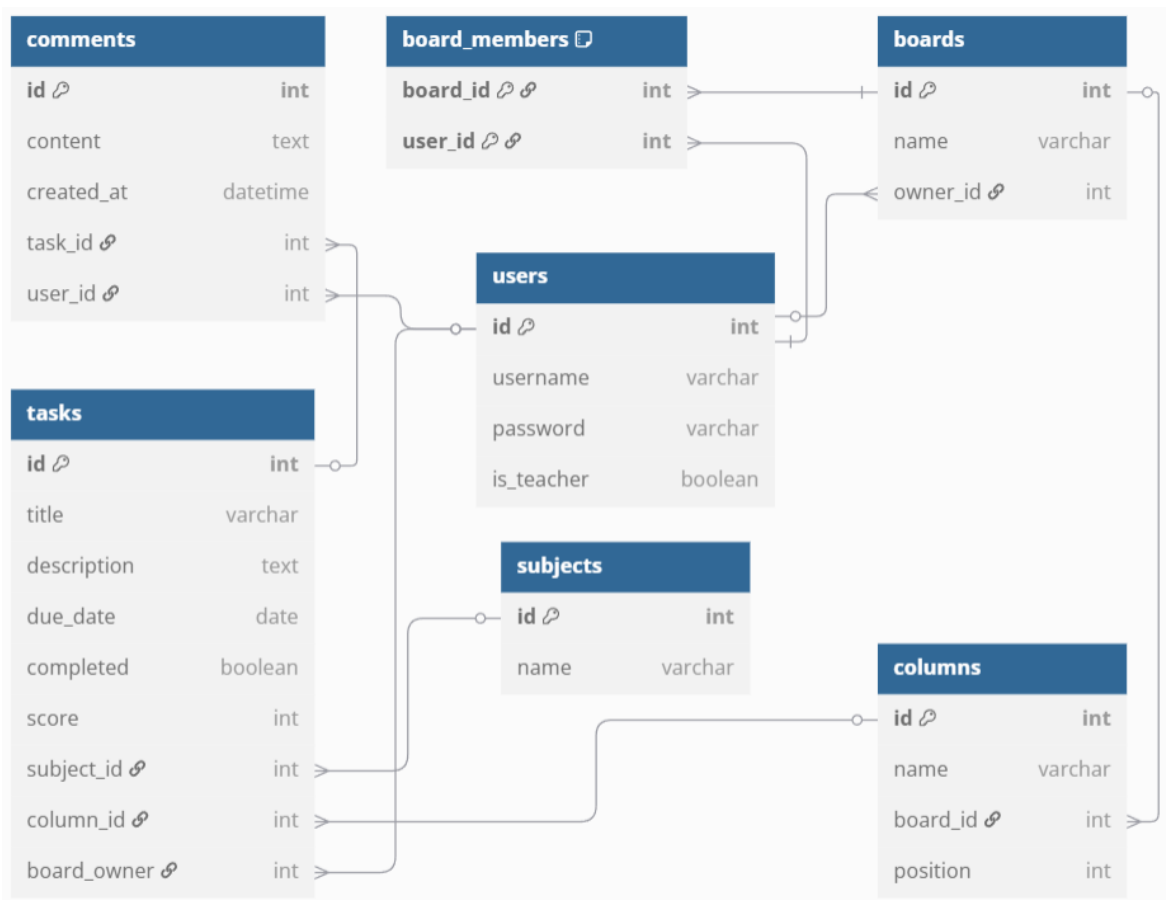 comments
id int
content text
created_at datetime
task_id int
user_id int
board_members
board_id int
user_id int
boards
id int
name varchar
owner_id int
users
id int
username varchar
password varchar
is_teacher boolean
tasks
id int
title varchar
description text
due_date date
completed boolean
score int
subject_id int
column_id int
board_owner int
subjects
id int
name varchar
columns
id int
name varchar
board_id int
position int